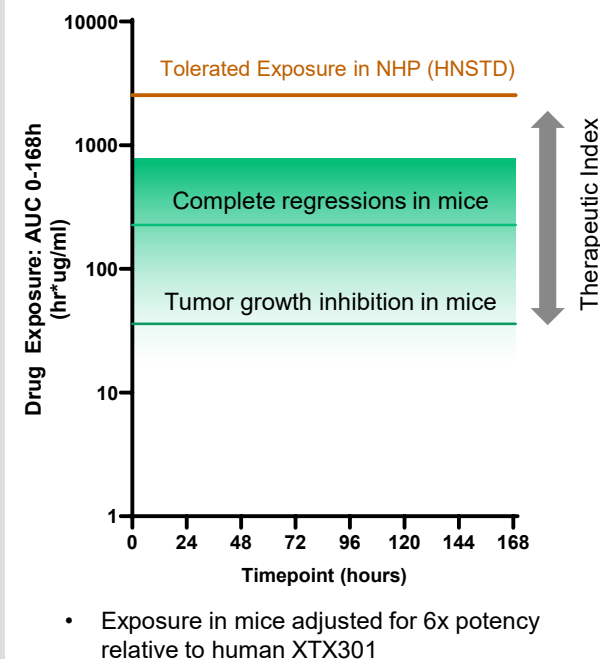 10000
Tolerated Exposure in NHP (HNSTD)
1000
Complete regressions in mice
100
Tumor growth inhibition in mice
10
1
0 24 48 72 96 120 144 168
Timepoint (hours)
Drug Exposure: AUC 0-168h
(hr*ug/ml)
Therapeutic Index
• Exposure in mice adjusted for 6x potency
relative to human XTX301